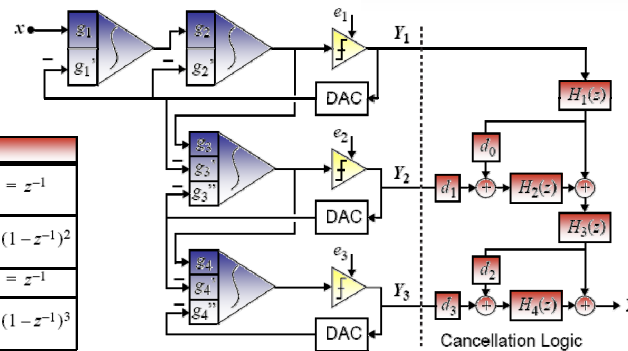 e1
x
g1
g1'
g2
g2'
Y1
DAC
H1(z)
= z⁻¹
(1 – z⁻¹)²
= z⁻¹
(1 – z⁻¹)³
g3
g3'
g3''
e2
Y2
DAC
d0
d1
H2(z)
H3(z)
g4
g4'
g4''
e3
Y3
DAC
d2
d3
H4(z)
Cancellation Logic